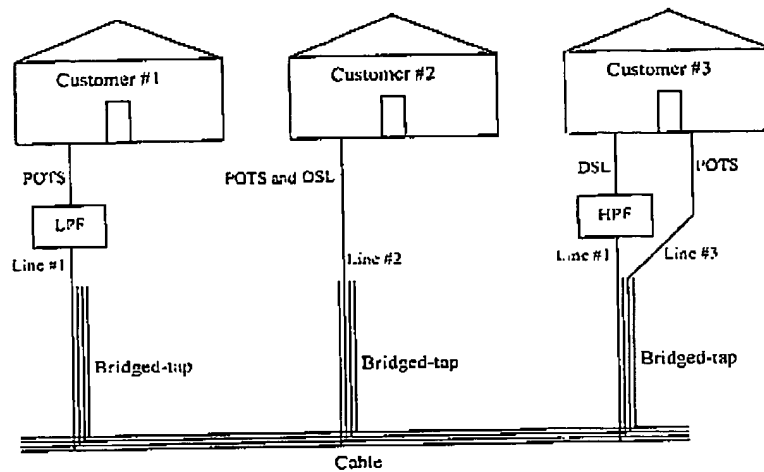 Customer #1
Customer #2
Customer #3
POTS
POTS and DSL
DSL
POTS
LPF
HPF
Line #1
Line #2
Line #1
Line #3
Bridged-tap
Bridged-tap
Bridged-tap
Cable